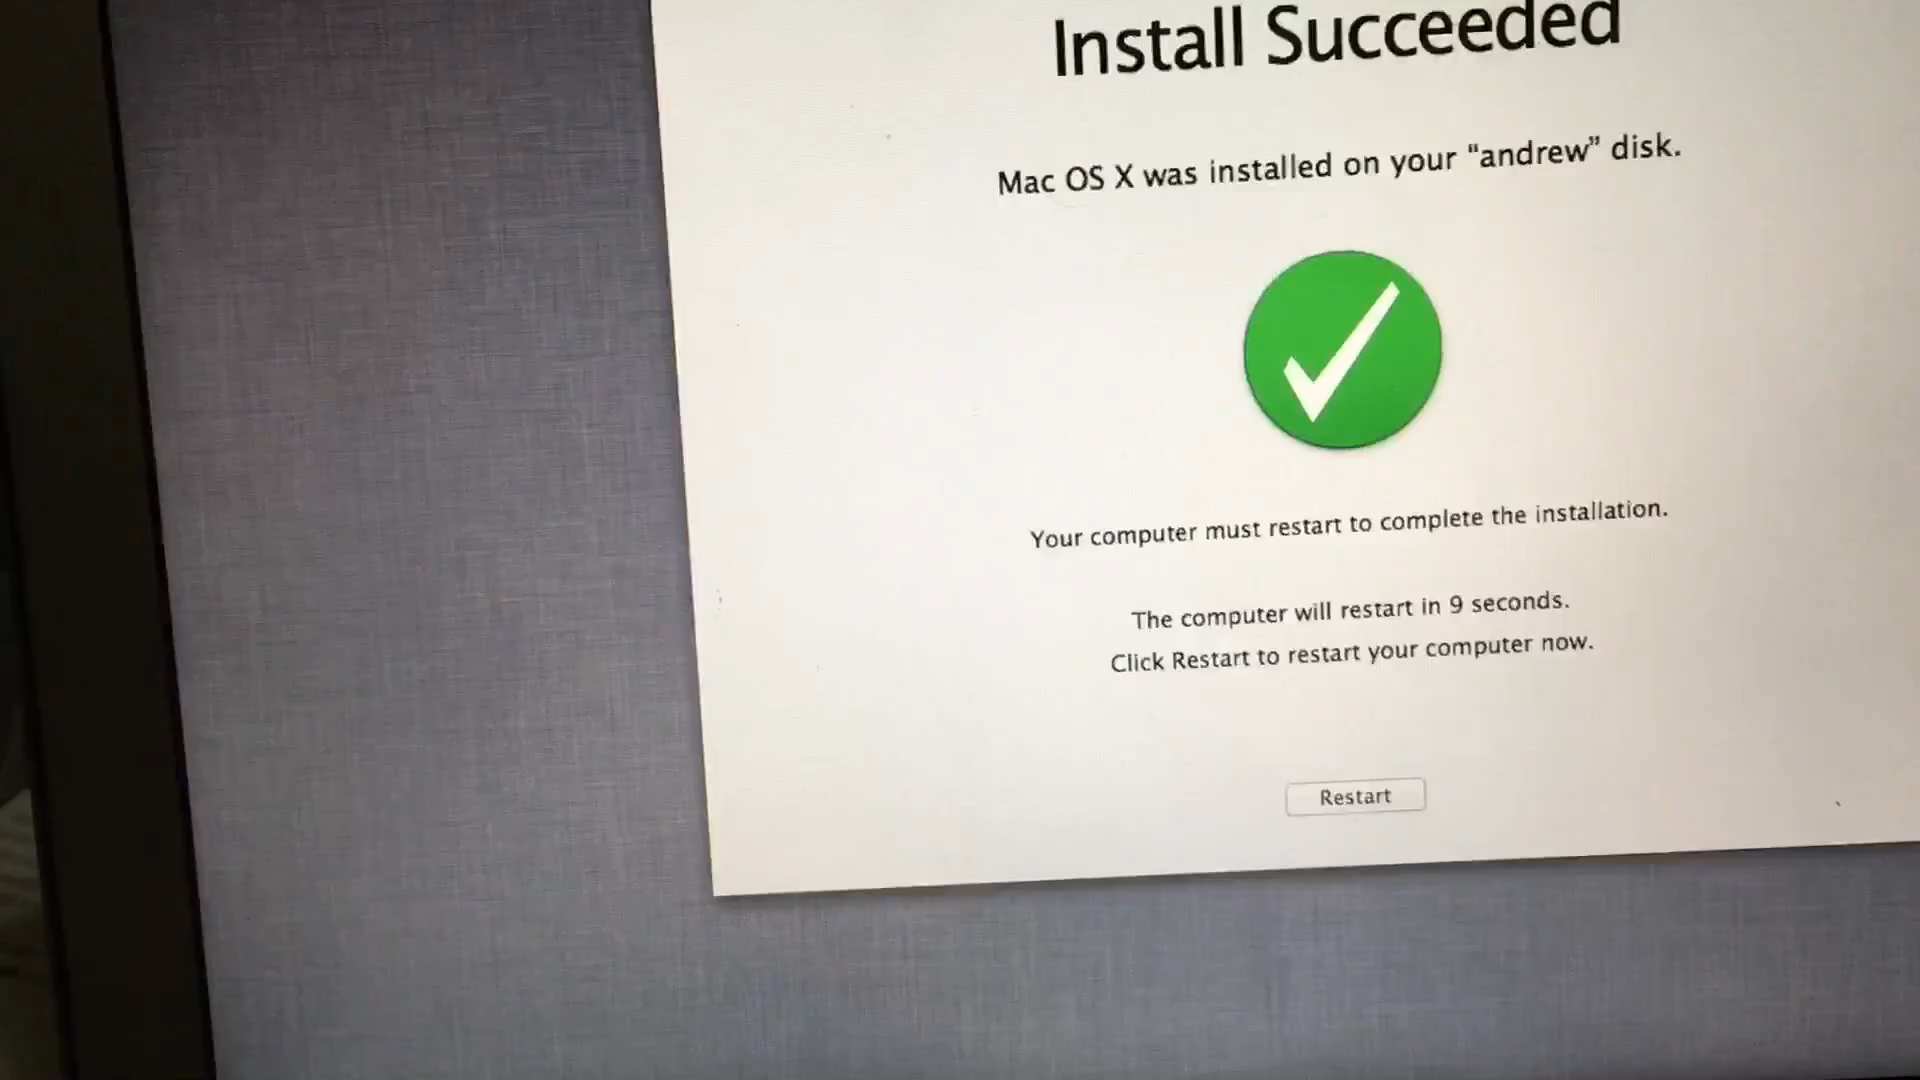 Install Succeeded
Mac OS X was installed on your “andrew” disk.
Your computer must restart to complete the installation.
The computer will restart in 9 seconds.
Click Restart to restart your computer now.
Restart